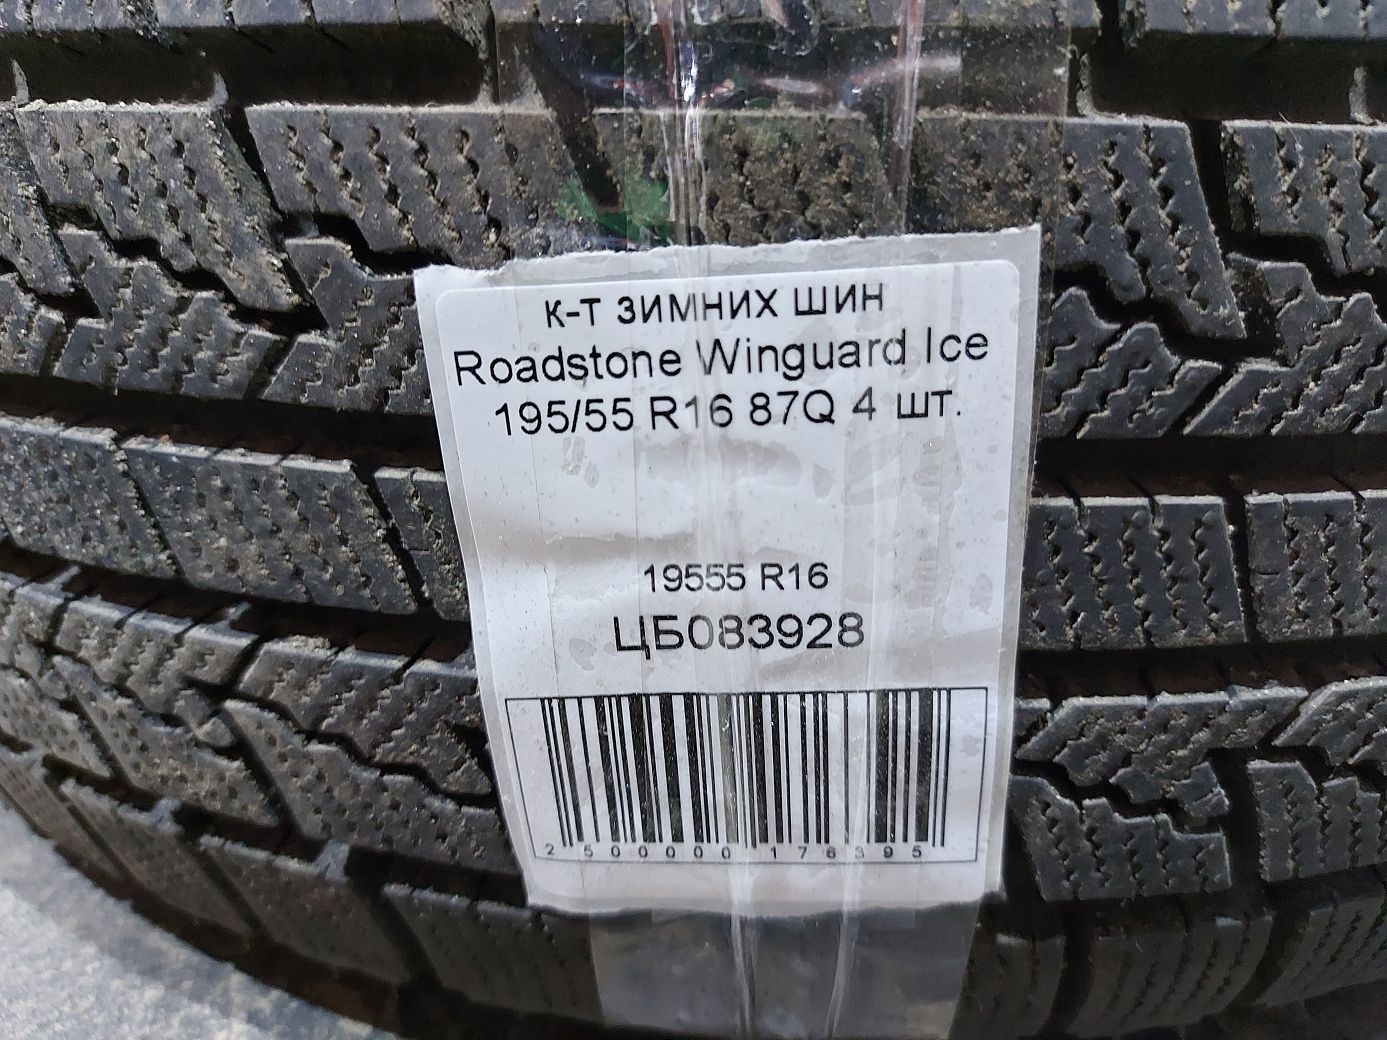 К-Т ЗИМНИХ ШИН
Roadstone Winguard Ice
195/55 R16 87Q 4 шт.
19555 R16
ЦБ083928
2500000176395